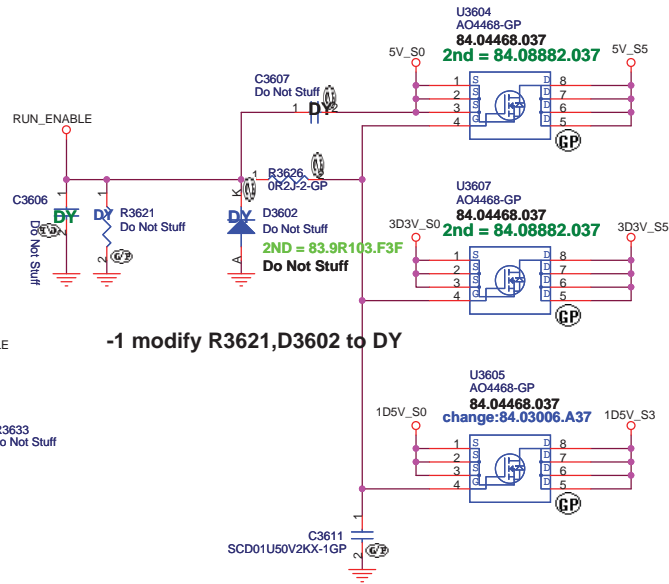 U3604
AO4468-GP
84.04468.037
2nd = 84.08882.037
5V_S0
5V_S5
1 S D 8
2 S D 7
3 S D 6
4 G D 5
GP
C3607
Do Not Stuff
1 DY 2
RUN_ENABLE
R3626
1
0R2J-2-GP
C3606
1
DY
2
Do Not Stuff
1
DY
R3621
Do Not Stuff
2
K
DY
D3602
Do Not Stuff
2ND = 83.9R103.F3F
Do Not Stuff
A
U3607
AO4468-GP
84.04468.037
2nd = 84.08882.037
3D3V_S0
3D3V_S5
1 S D 8
2 S D 7
3 S D 6
4 G D 5
GP
-1 modify R3621,D3602 to DY
E
3633
o Not Stuff
U3605
AO4468-GP
84.04468.037
change:84.03006.A37
1D5V_S0
1D5V_S3
1 S D 8
2 S D 7
3 S D 6
4 G D 5
GP
1
C3611
SCD01U50V2KX-1GP
2